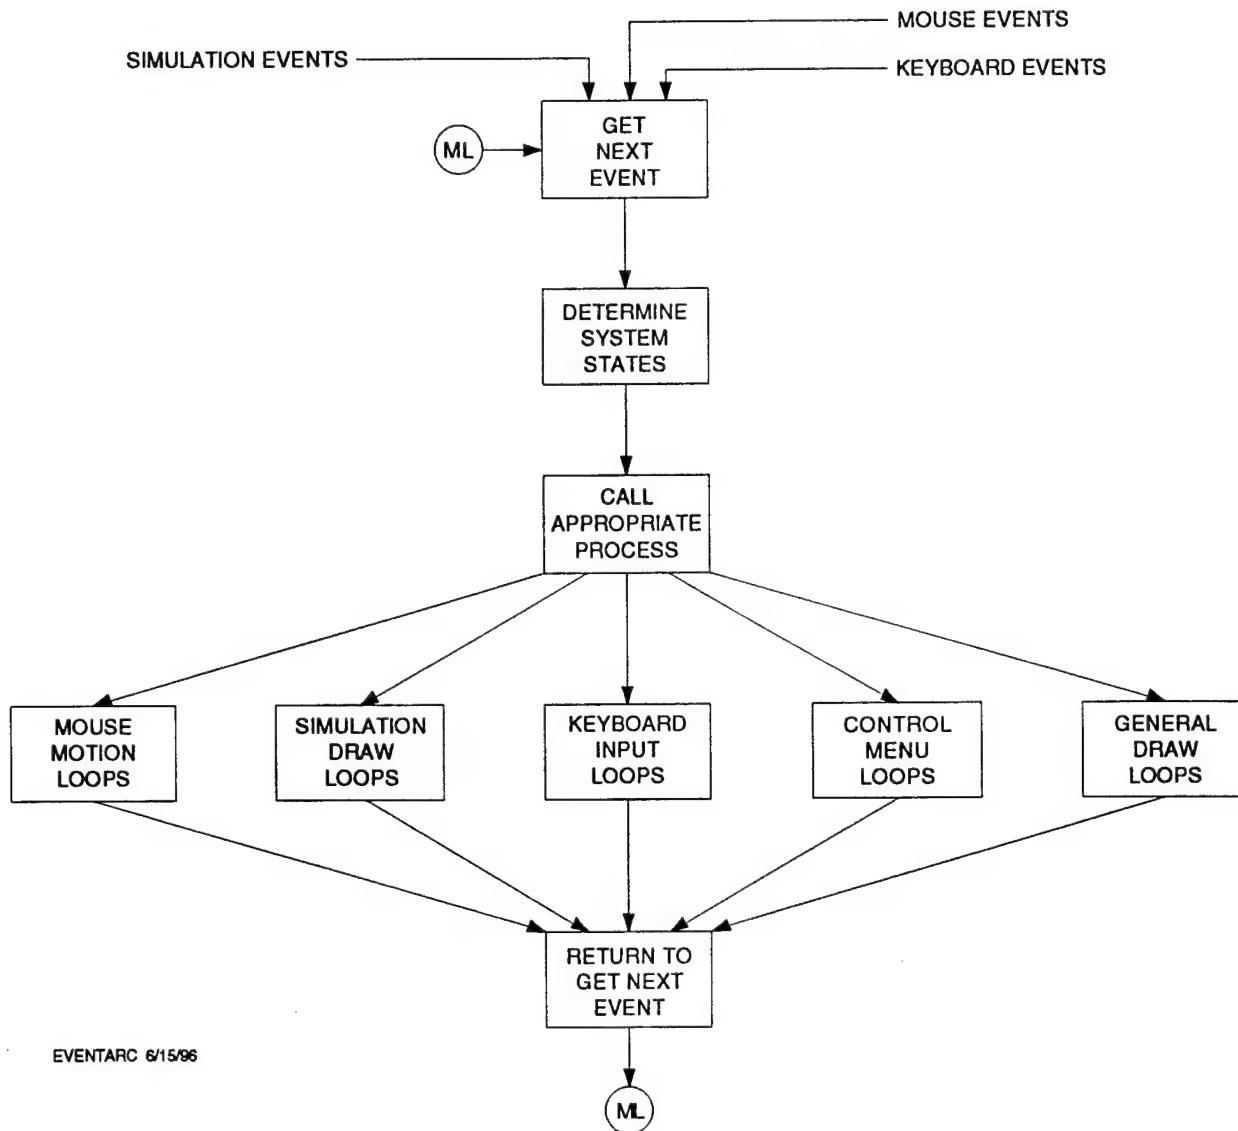 MOUSE EVENTS
SIMULATION EVENTS
KEYBOARD EVENTS
GET
NEXT
EVENT
ML
DETERMINE
SYSTEM
STATES
CALL
APPROPRIATE
PROCESS
MOUSE
MOTION
LOOPS
SIMULATION
DRAW
LOOPS
KEYBOARD
INPUT
LOOPS
CONTROL
MENU
LOOPS
GENERAL
DRAW
LOOPS
RETURN TO
GET NEXT
EVENT
EVENTARC 6/15/96
ML